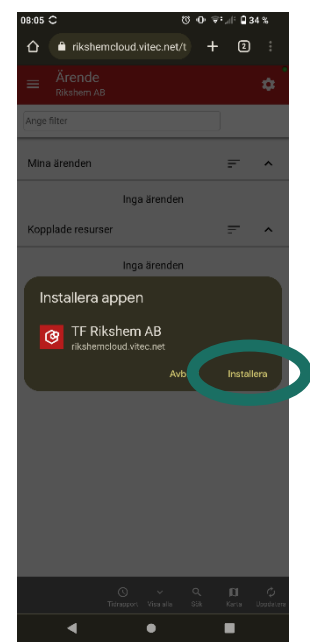 08:05
34 %
rikshemcloud.vitec.net/t
2
Ärende
Rikshem AB
Ange filter
Mina ärenden
Inga ärenden
Kopplade resurser
Inga ärenden
Installera appen
TF Rikshem AB
rikshemcloud.vitec.net
Avb
Installera
Tidrapport Visa alla Sök Karta Uppdatera